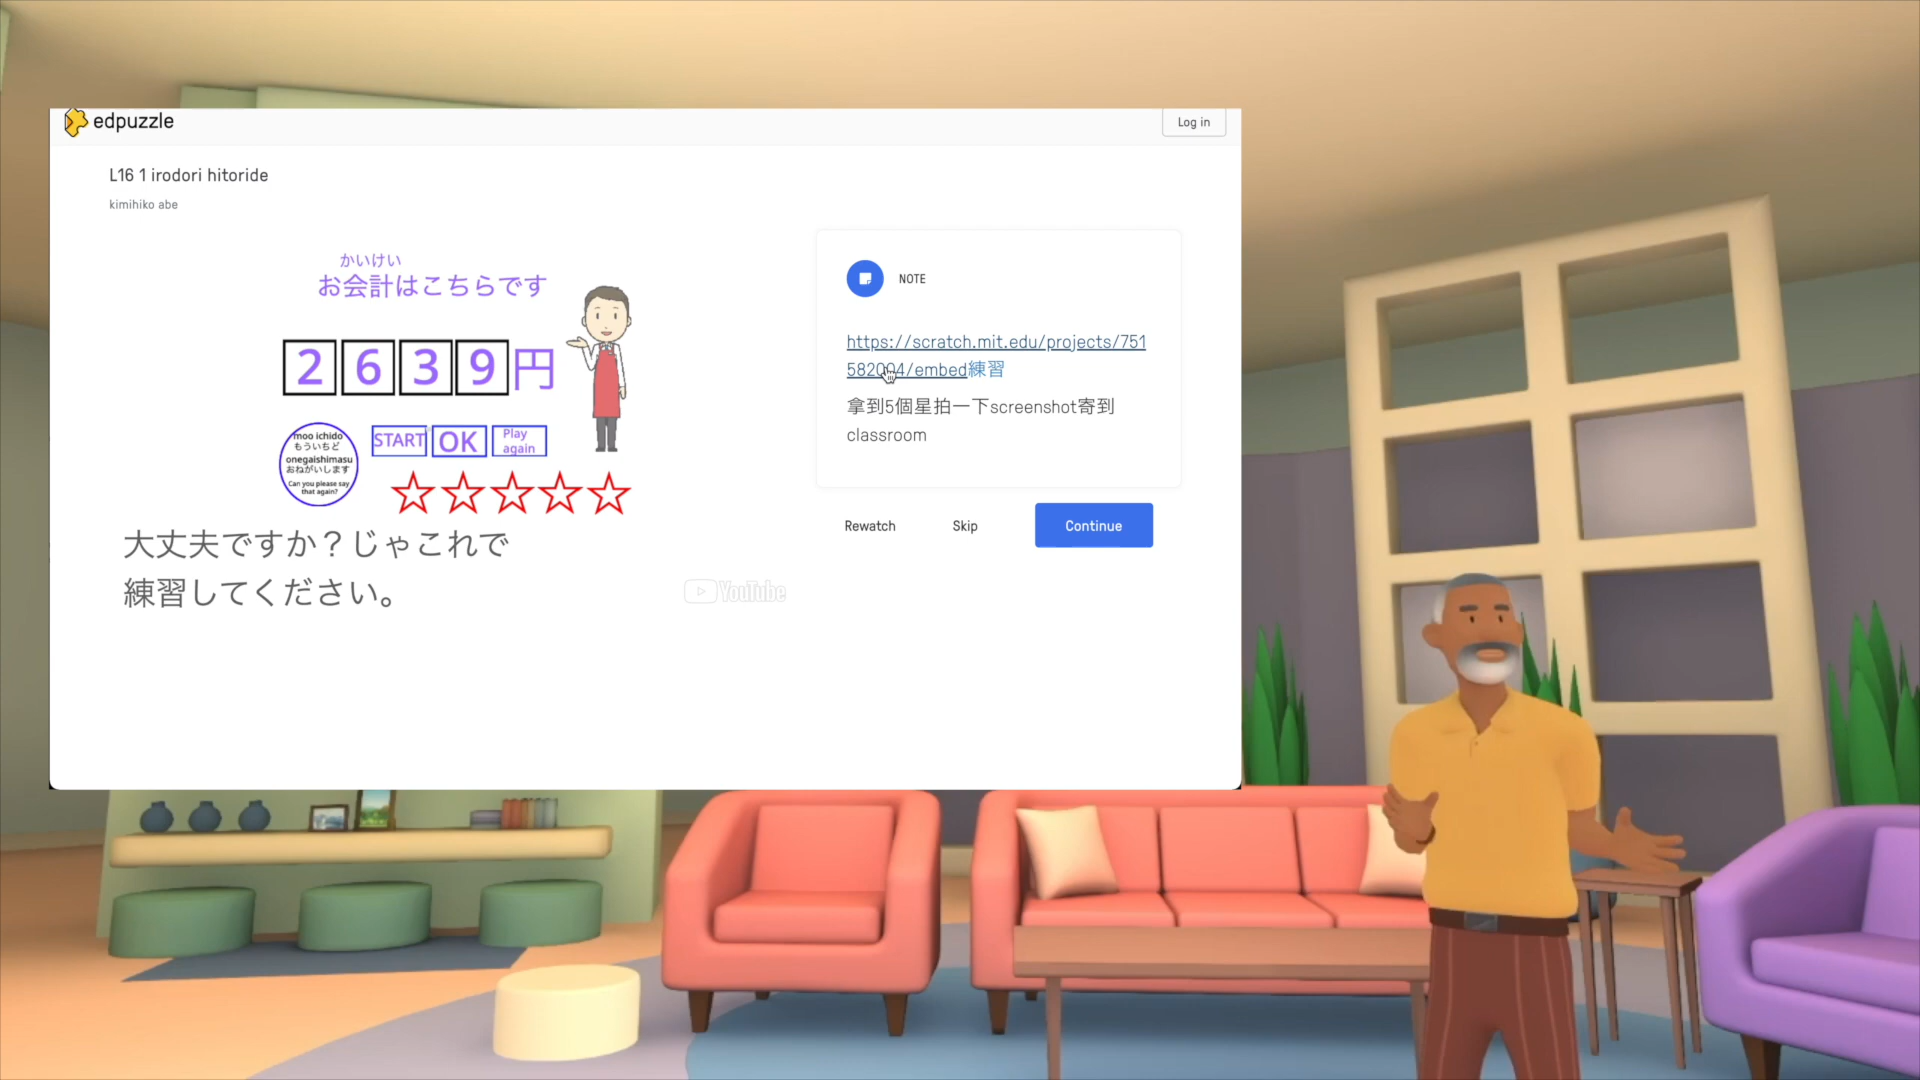 edpuzzle
Log in
L16 1 irodori hitoride
kimihiko abe
かいけい
お会計はこちらです
2639円
moo ichido
もういちど
onegaishimasu
おねがいします
Can you please say
that again?
START
OK
Play
again
大丈夫ですか？じゃこれで
練習してください。
YouTube
NOTE
https://scratch.mit.edu/projects/751
582004/embed練習
拿到5個星拍一下screenshot寄到
classroom
Rewatch
Skip
Continue